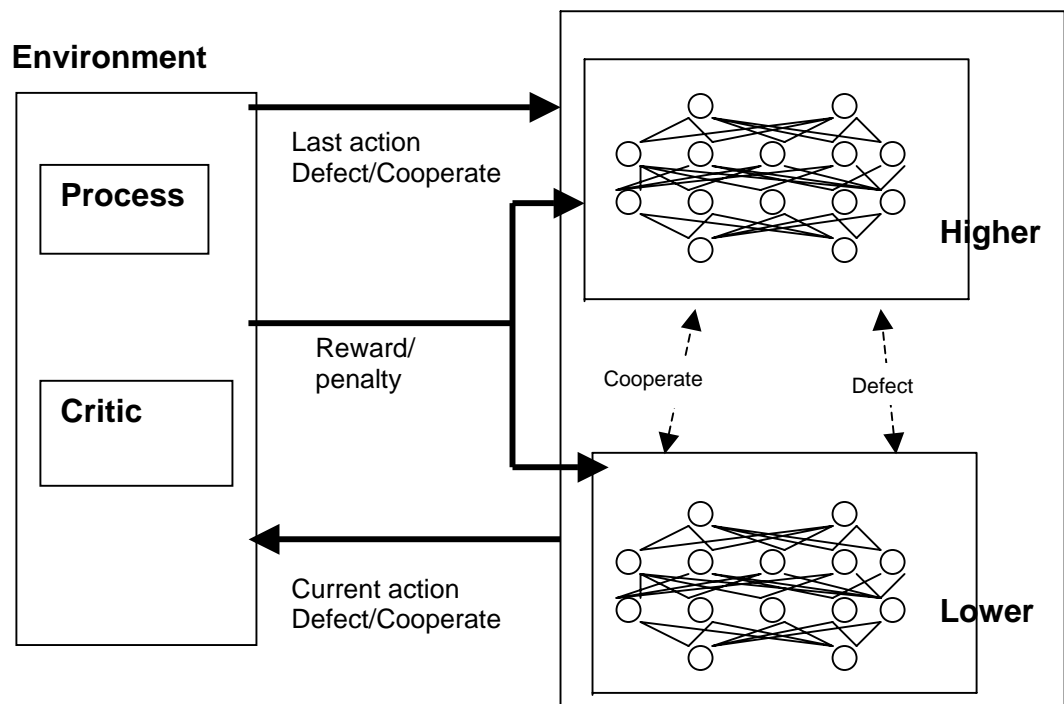 Environment
Process
Critic
Last action
Defect/Cooperate
Reward/
penalty
Current action
Defect/Cooperate
Higher
Cooperate
Defect
Lower